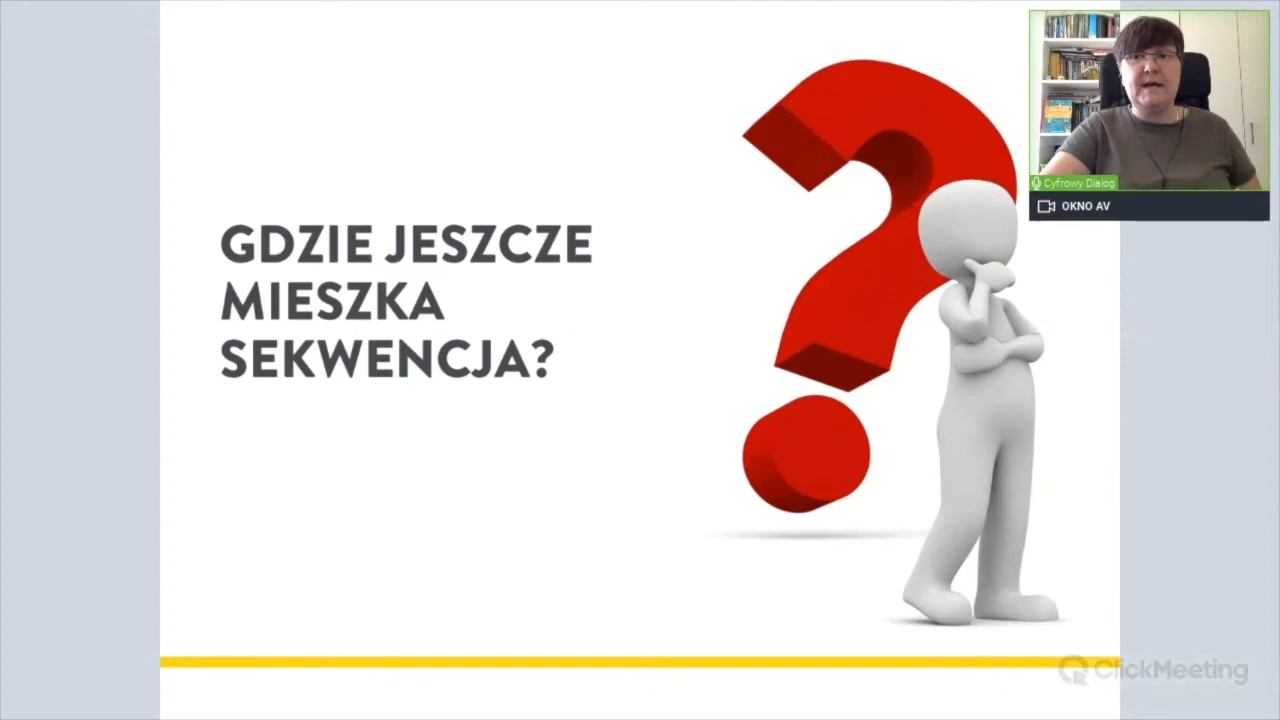 GDZIE JESZCZE
MIESZKA
SEKWENCJA?
Cyfrowy Dialog
OKNO AV
ClickMeeting